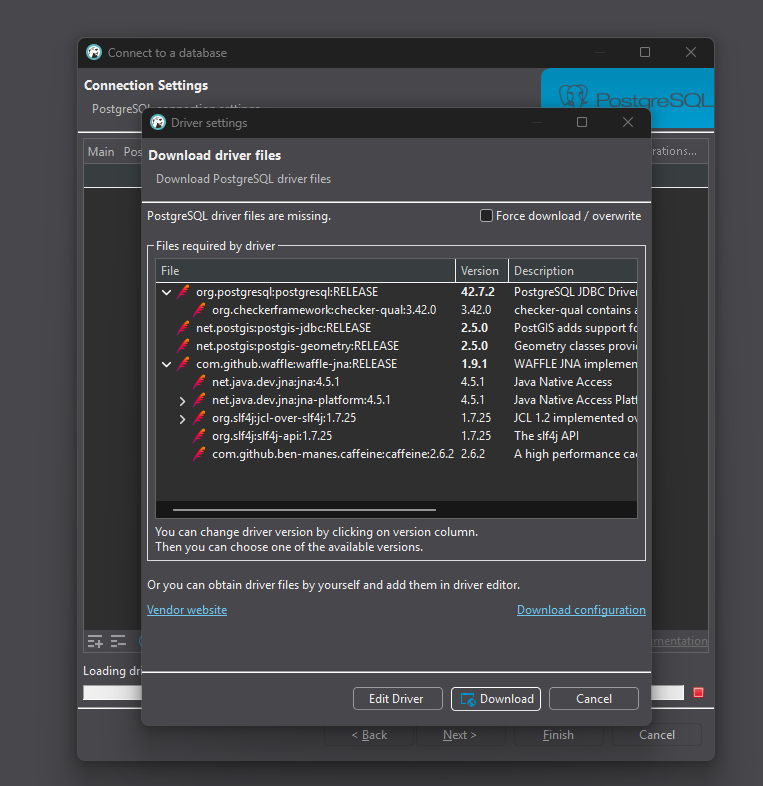 Connect to a database
Connection Settings
PostgreSQL connection settings
PostgreSQL
Driver settings
Main
rations...
Download driver files
Download PostgreSQL driver files
PostgreSQL driver files are missing.
Force download / overwrite
Files required by driver
File Version Description
org.postgresql:postgresql:RELEASE 42.7.2 PostgreSQL JDBC Driver
org.checkerframework:checker-qual:3.42.0 3.42.0 checker-qual contains a
net.postgis:postgis-jdbc:RELEASE 2.5.0 PostGIS adds support fo
net.postgis:postgis-geometry:RELEASE 2.5.0 Geometry classes provi
com.github.waffle:waffle-jna:RELEASE 1.9.1 WAFFLE JNA implemen
net.java.dev.jna:jna:4.5.1 4.5.1 Java Native Access
net.java.dev.jna:jna-platform:4.5.1 4.5.1 Java Native Access Platf
org.slf4j:jcl-over-slf4j:1.7.25 1.7.25 JCL 1.2 implemented ov
org.slf4j:slf4j-api:1.7.25 1.7.25 The slf4j API
com.github.ben-manes.caffeine:caffeine:2.6.2 2.6.2 A high performance cac
You can change driver version by clicking on version column.
Then you can choose one of the available versions.
Or you can obtain driver files by yourself and add them in driver editor.
Vendor website Download configuration
mentation
Loading dri
Edit Driver Download Cancel
< Back Next > Finish Cancel